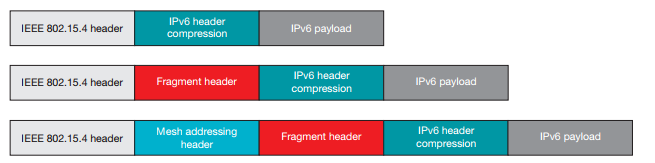 IEEE 802.15.4 header
IPv6 header
compression
IPv6 payload
IEEE 802.15.4 header
Fragment header
IPv6 header
compression
IPv6 payload
IEEE 802.15.4 header
Mesh addressing
header
Fragment header
IPv6 header
compression
IPv6 payload